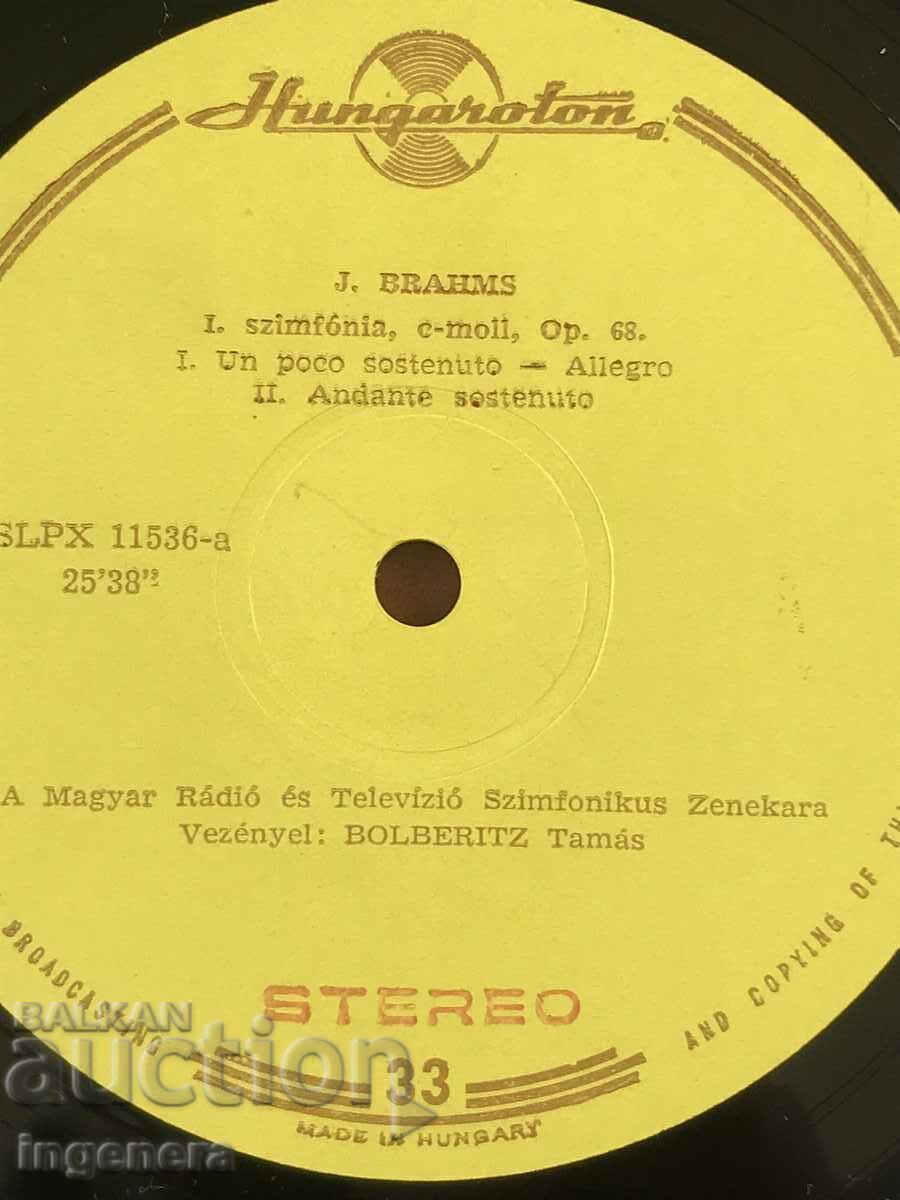 Hungaroton
J. BRAHMS
I. szimfónia, c-moll, Op. 68.
I. Un poco sostenuto — Allegro
II. Andante sostenuto
SLPX 11536-a
25'38"
A Magyar Rádió és Televízió Szimfonikus Zenekara
Vezényel: BOLBERITZ Tamás
BROADCASTING
AND COPYING OF
STEREO
33
MADE IN HUNGARY
BALKAN
auction
ingenera